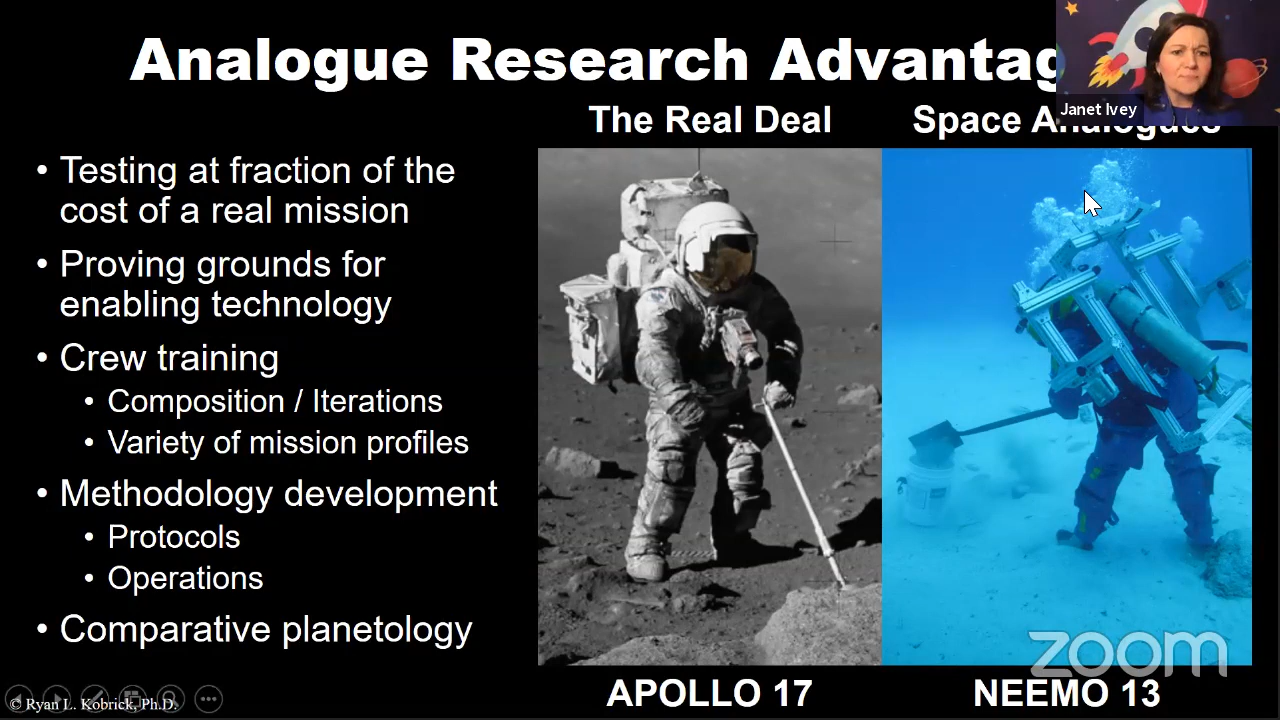 Analogue Research Advantag
Janet Ivey
The Real Deal
Space Analogues
• Testing at fraction of the
cost of a real mission
• Proving grounds for
enabling technology
• Crew training
• Composition / Iterations
• Variety of mission profiles
• Methodology development
• Protocols
• Operations
• Comparative planetology
zoom
APOLLO 17
NEEMO 13
© Ryan L. Kobrick, Ph.D.